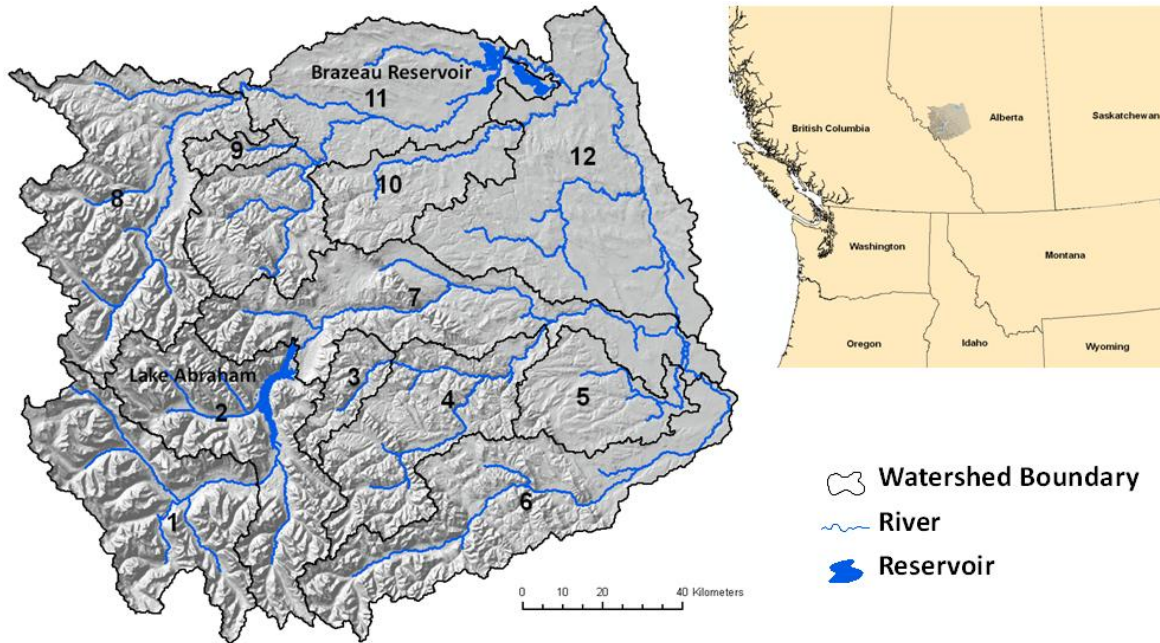 Brazeau Reservoir
11
9
12
10
8
7
Lake Abraham
3
5
4
2
6
1
0 10 20 40 Kilometers
British Columbia
Alberta
Saskatchewan
Washington
Montana
Oregon
Idaho
Wyoming
Watershed Boundary
River
Reservoir